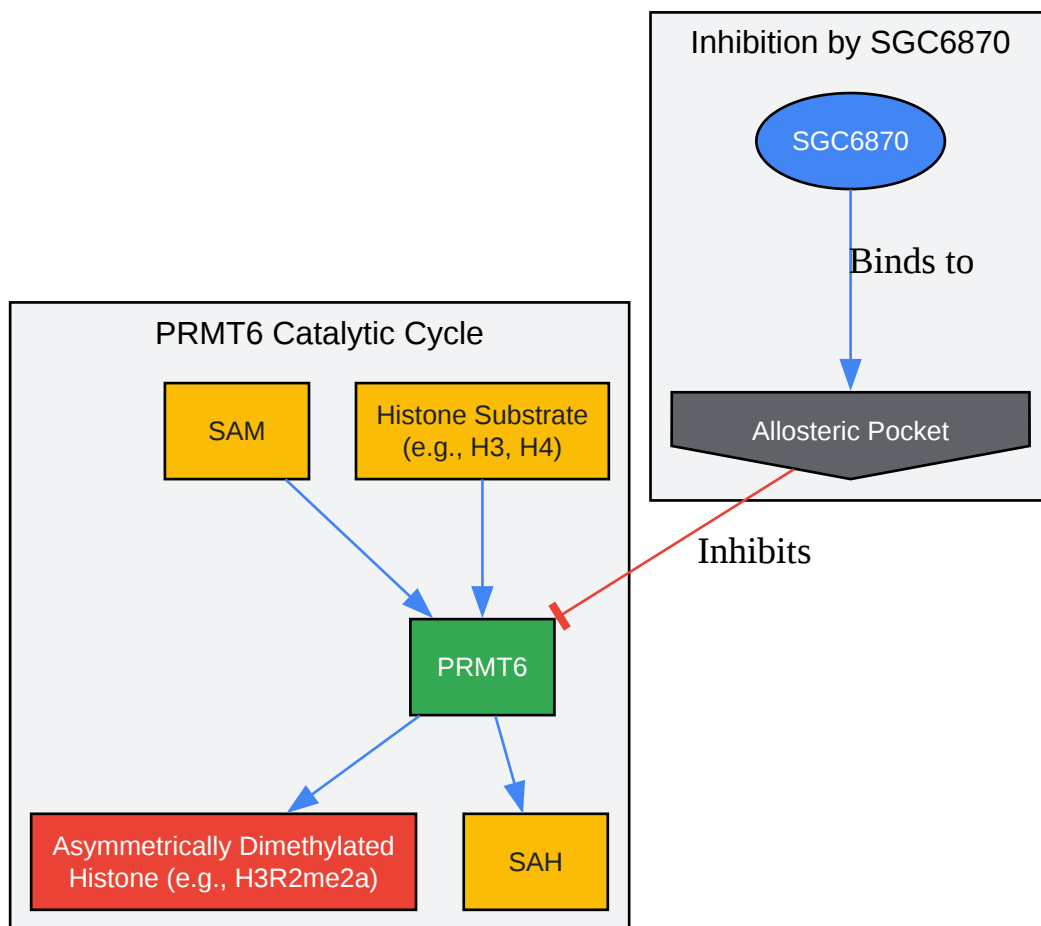 Inhibition by SGC6870
SGC6870
Binds to
Allosteric Pocket
Inhibits
PRMT6 Catalytic Cycle
SAM
Histone Substrate
(e.g., H3, H4)
PRMT6
Asymmetrically Dimethylated
Histone (e.g., H3R2me2a)
SAH